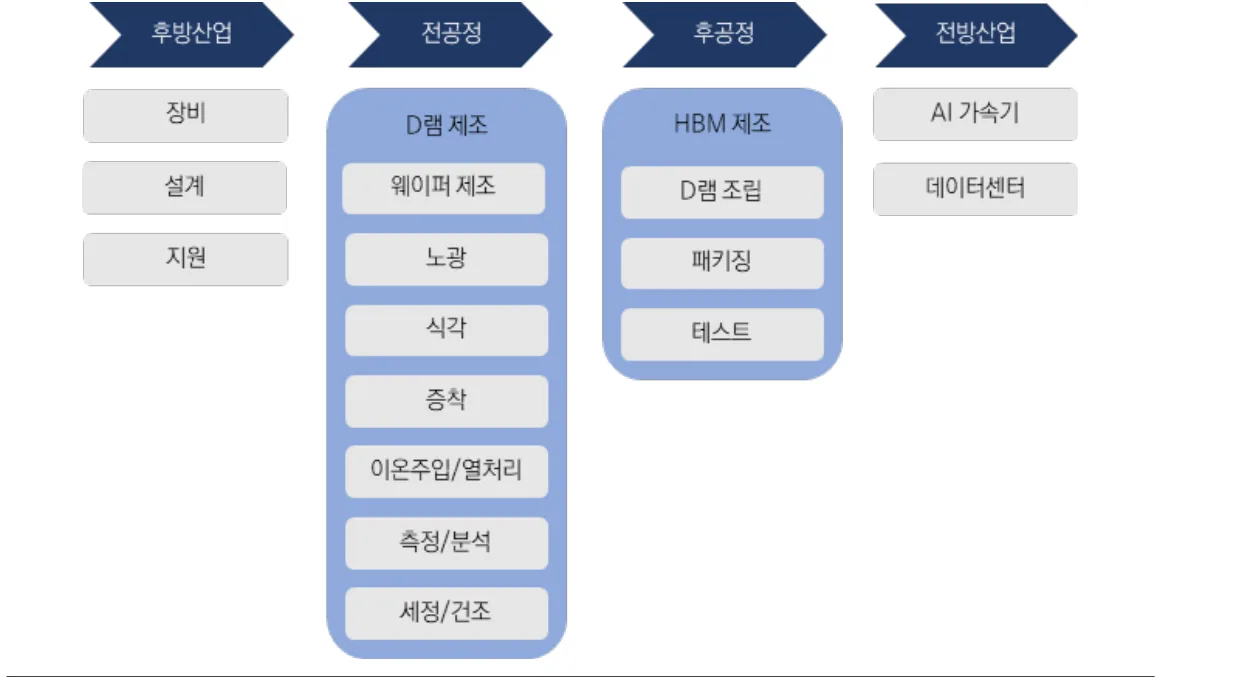 후방산업
전공정
후공정
전방산업
장비
설계
지원
D램 제조
웨이퍼 제조
노광
식각
증착
이온주입/열처리
측정/분석
세정/건조
HBM 제조
D램 조립
패키징
테스트
AI 가속기
데이터센터